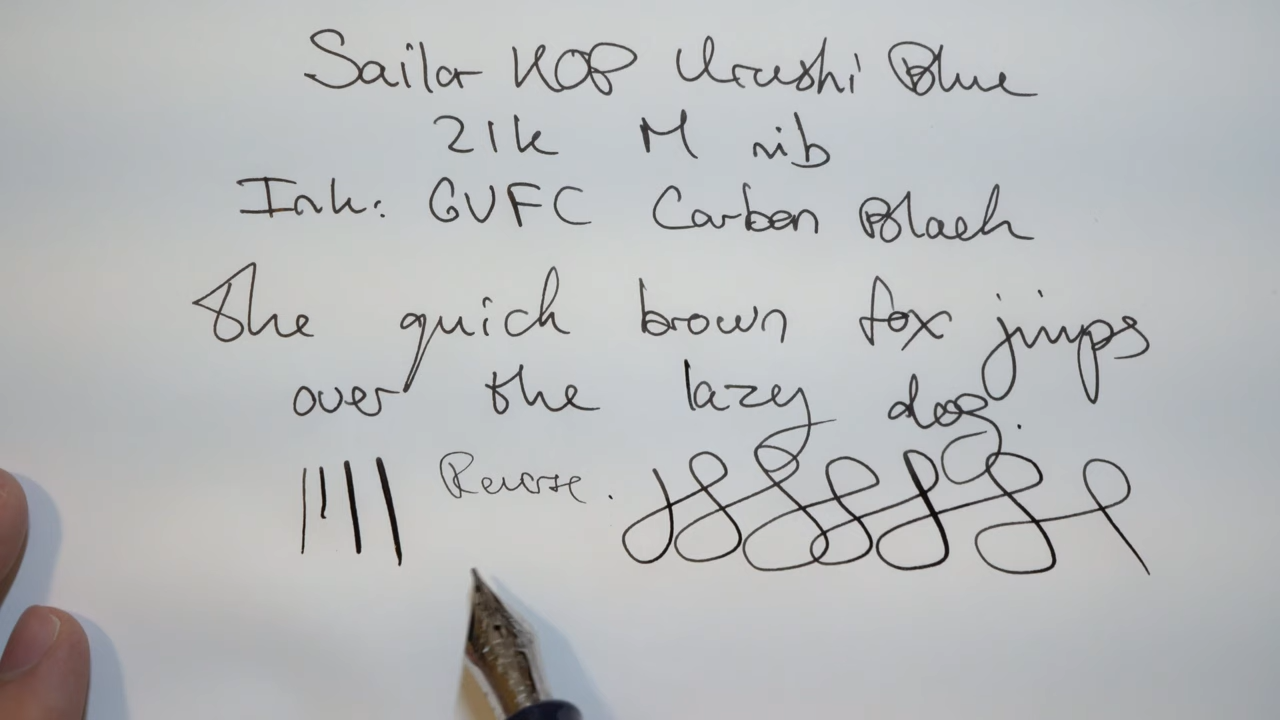 Sailor KOP Urushi Blue
21k M nib
Ink: GVFC Carbon Black
The quick brown fox jumps
over the lazy dog.
Reverse.